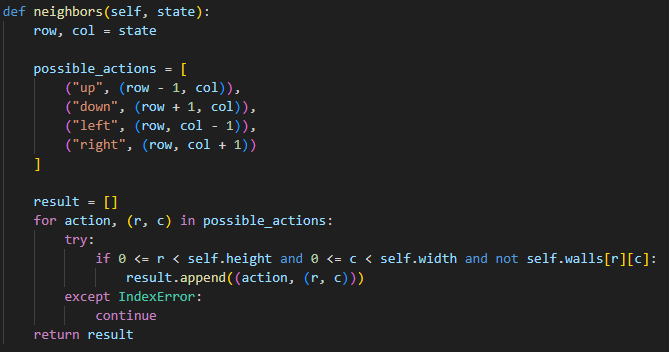 def neighbors(self, state):
    row, col = state

    possible_actions = [
        ("up", (row - 1, col)),
        ("down", (row + 1, col)),
        ("left", (row, col - 1)),
        ("right", (row, col + 1))
    ]

    result = []
    for action, (r, c) in possible_actions:
        try:
            if 0 <= r < self.height and 0 <= c < self.width and not self.walls[r][c]:
                result.append((action, (r, c)))
        except IndexError:
            continue
    return result